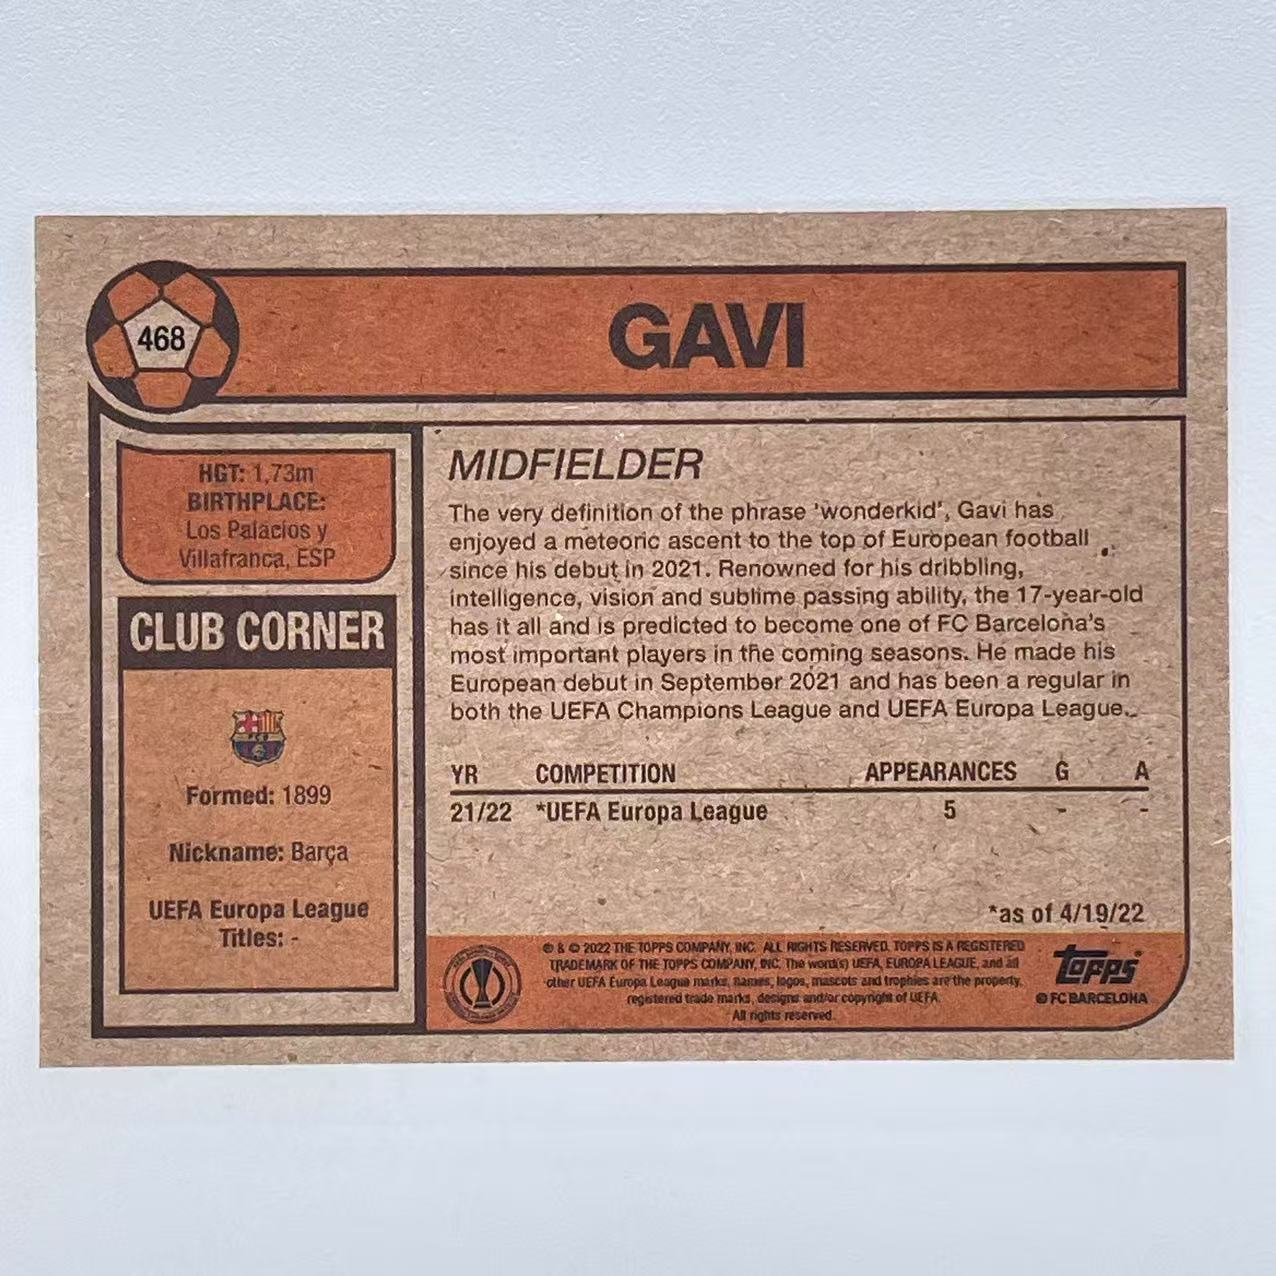 468
GAVI
HGT: 1,73m
BIRTHPLACE:
Los Palacios y
Villafranca, ESP
CLUB CORNER
FCB
Formed: 1899
Nickname: Barça
UEFA Europa League
Titles: -
MIDFIELDER
The very definition of the phrase 'wonderkid', Gavi has
enjoyed a meteoric ascent to the top of European football
since his debut in 2021. Renowned for his dribbling,
intelligence, vision and sublime passing ability, the 17-year-old
has it all and is predicted to become one of FC Barcelona's
most important players in the coming seasons. He made his
European debut in September 2021 and has been a regular in
both the UEFA Champions League and UEFA Europa League.
YR COMPETITION APPEARANCES G A
21/22 *UEFA Europa League 5 - -
*as of 4/19/22
® & © 2022 THE TOPPS COMPANY, INC. ALL RIGHTS RESERVED. TOPPS IS A REGISTERED
TRADEMARK OF THE TOPPS COMPANY, INC. The word(s) UEFA, EUROPA LEAGUE, and all
other UEFA Europa League marks, names, logos, mascots and trophies are the property,
registered trade marks, designs and/or copyright of UEFA.
All rights reserved.
TOPPS
© FC BARCELONA